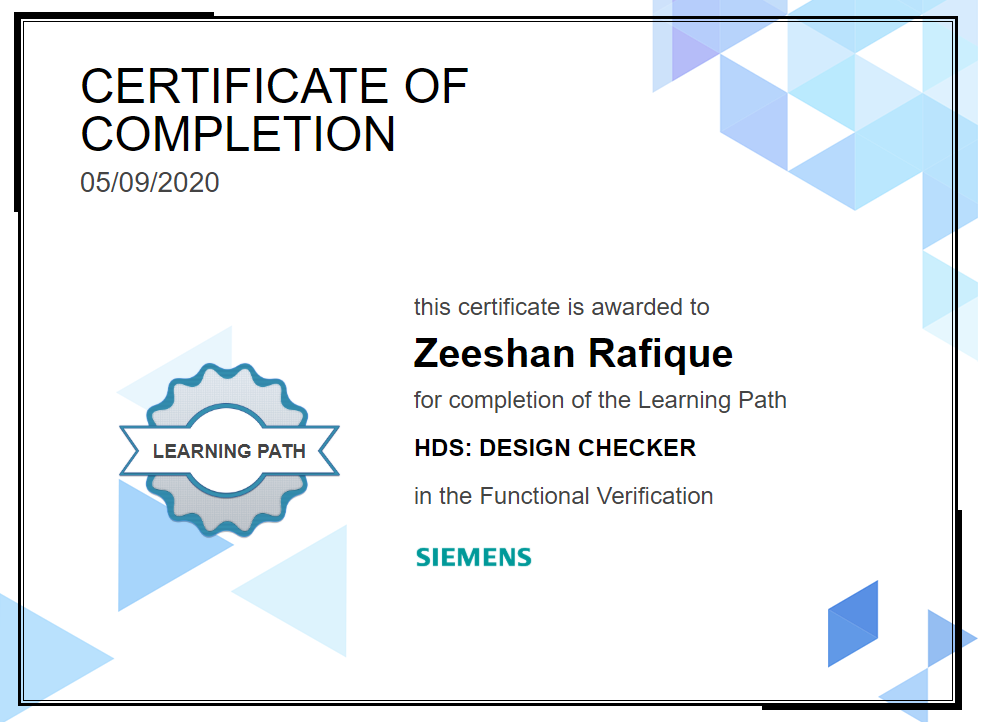 CERTIFICATE OF
COMPLETION
05/09/2020
this certificate is awarded to
Zeeshan Rafique
for completion of the Learning Path
HDS: DESIGN CHECKER
in the Functional Verification
SIEMENS
LEARNING PATH